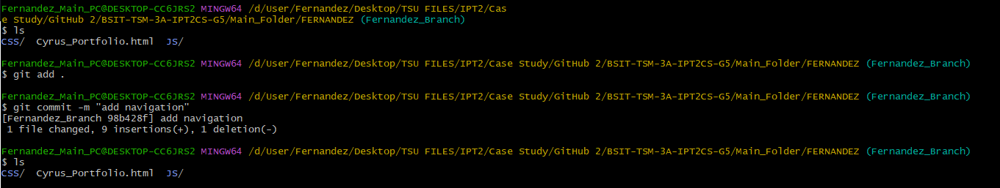 Fernandez_Main_PC@DESKTOP-CC6JRS2 MINGW64 /d/User/Fernandez/Desktop/TSU FILES/IPT2/Cas
e Study/GitHub 2/BSIT-TSM-3A-IPT2CS-G5/Main_Folder/FERNANDEZ (Fernandez_Branch)
$ ls
CSS/  Cyrus_Portfolio.html  JS/
Fernandez_Main_PC@DESKTOP-CC6JRS2 MINGW64 /d/User/Fernandez/Desktop/TSU FILES/IPT2/Case Study/GitHub 2/BSIT-TSM-3A-IPT2CS-G5/Main_Folder/FERNANDEZ (Fernandez_Branch)
$ git add .
Fernandez_Main_PC@DESKTOP-CC6JRS2 MINGW64 /d/User/Fernandez/Desktop/TSU FILES/IPT2/Case Study/GitHub 2/BSIT-TSM-3A-IPT2CS-G5/Main_Folder/FERNANDEZ (Fernandez_Branch)
$ git commit -m "add navigation"
[Fernandez_Branch 98b428f] add navigation
 1 file changed, 9 insertions(+), 1 deletion(-)
Fernandez_Main_PC@DESKTOP-CC6JRS2 MINGW64 /d/User/Fernandez/Desktop/TSU FILES/IPT2/Case Study/GitHub 2/BSIT-TSM-3A-IPT2CS-G5/Main_Folder/FERNANDEZ (Fernandez_Branch)
$ ls
CSS/  Cyrus_Portfolio.html  JS/